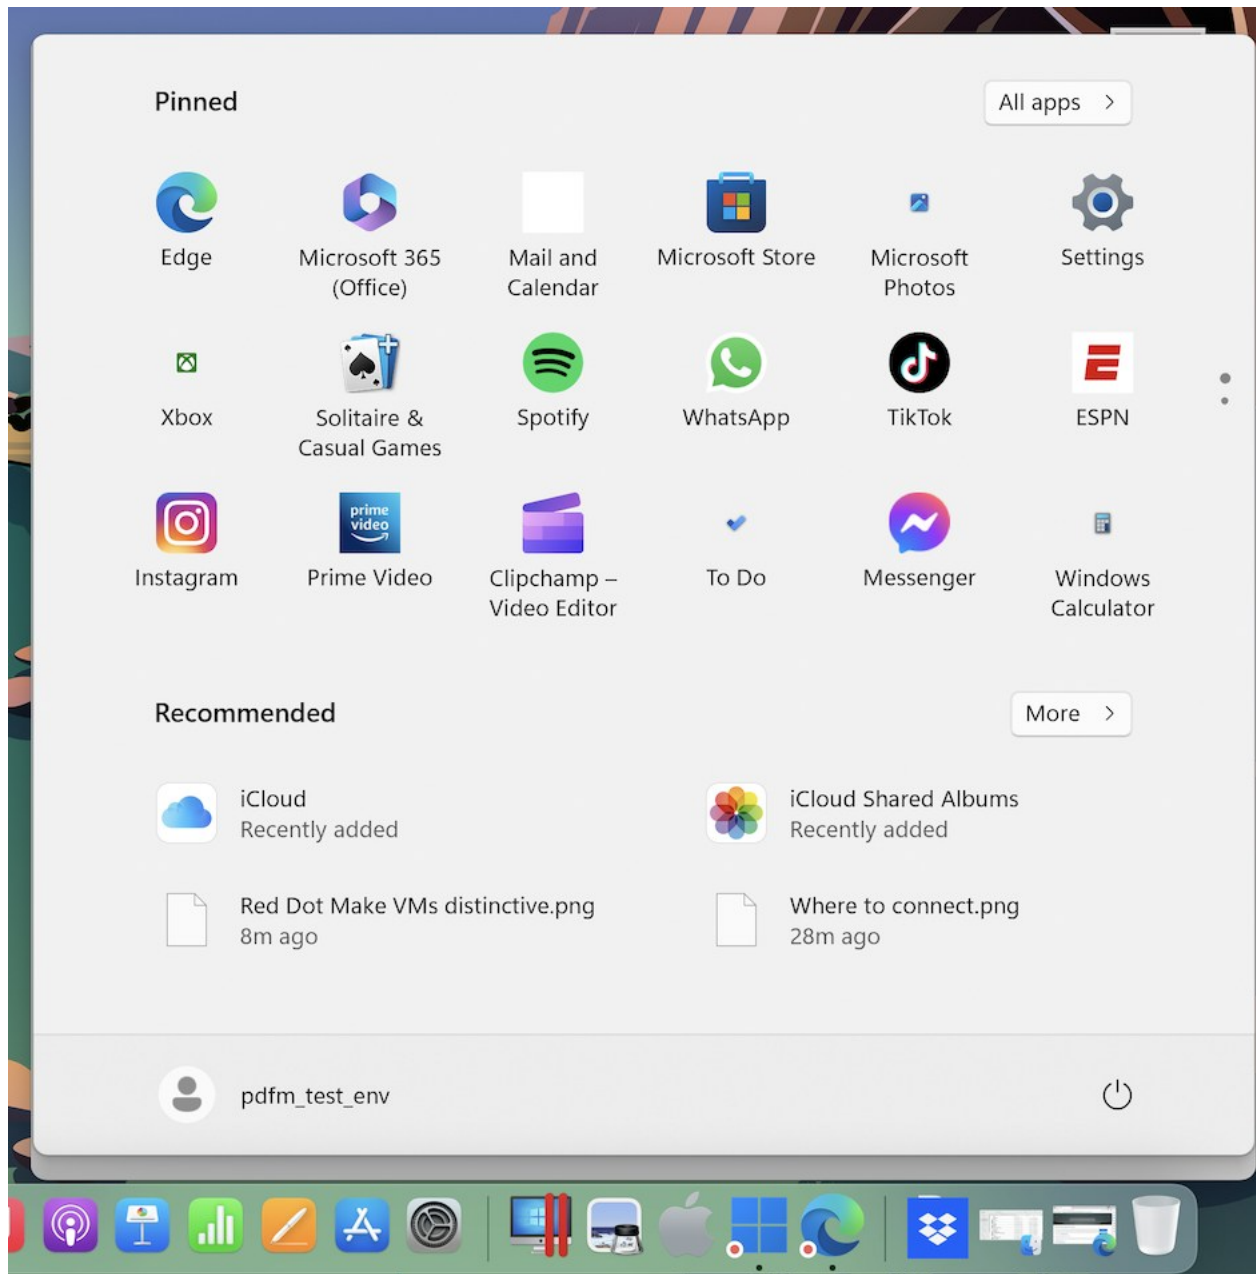 Pinned
All apps
Edge
Microsoft 365
(Office)
Mail and
Calendar
Microsoft Store
Microsoft
Photos
Settings
Xbox
Solitaire &
Casual Games
Spotify
WhatsApp
TikTok
ESPN
prime
video
Instagram
Prime Video
Clipchamp –
Video Editor
To Do
Messenger
Windows
Calculator
Recommended
More
iCloud
Recently added
iCloud Shared Albums
Recently added
Red Dot Make VMs distinctive.png
8m ago
Where to connect.png
28m ago
pdfm_test_env